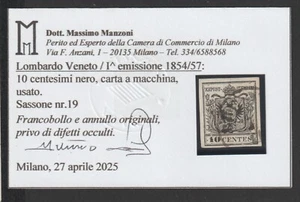 Dott. Massimo Manzoni
Perito ed Esperto della Camera di Commercio di Milano
Via F. Anzani, 1 – 20135 Milano – Tel. 334/6588568
Lombardo Veneto / I^ emissione 1854/57:
10 centesimi nero, carta a macchina,
usato.
Sassone nr.19
Francobollo e annullo originali,
privo di difetti occulti.
Milano, 27 aprile 2025
10 CENTES